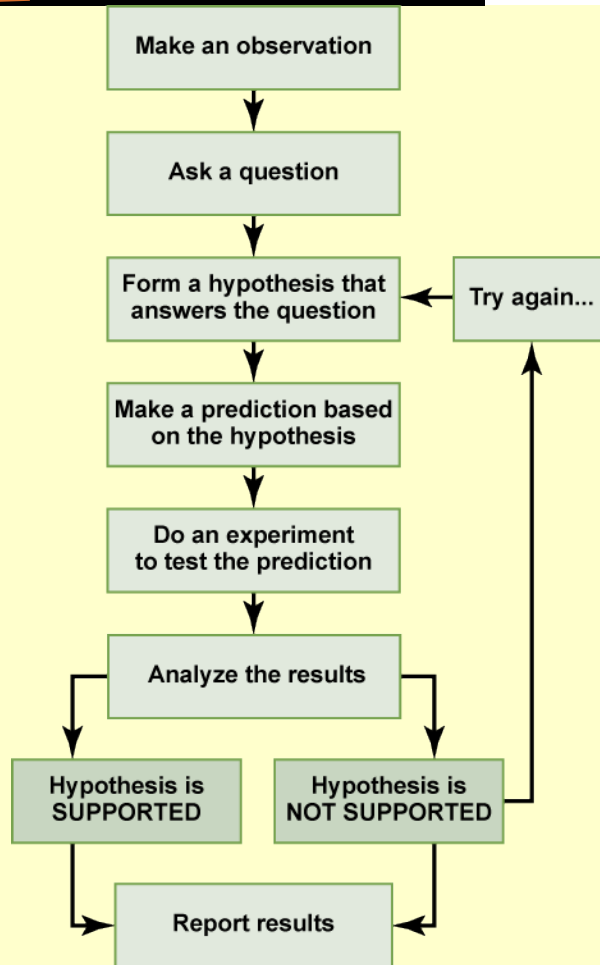 Make an observation
Ask a question
Form a hypothesis that
answers the question
Try again...
Make a prediction based
on the hypothesis
Do an experiment
to test the prediction
Analyze the results
Hypothesis is
SUPPORTED
Hypothesis is
NOT SUPPORTED
Report results